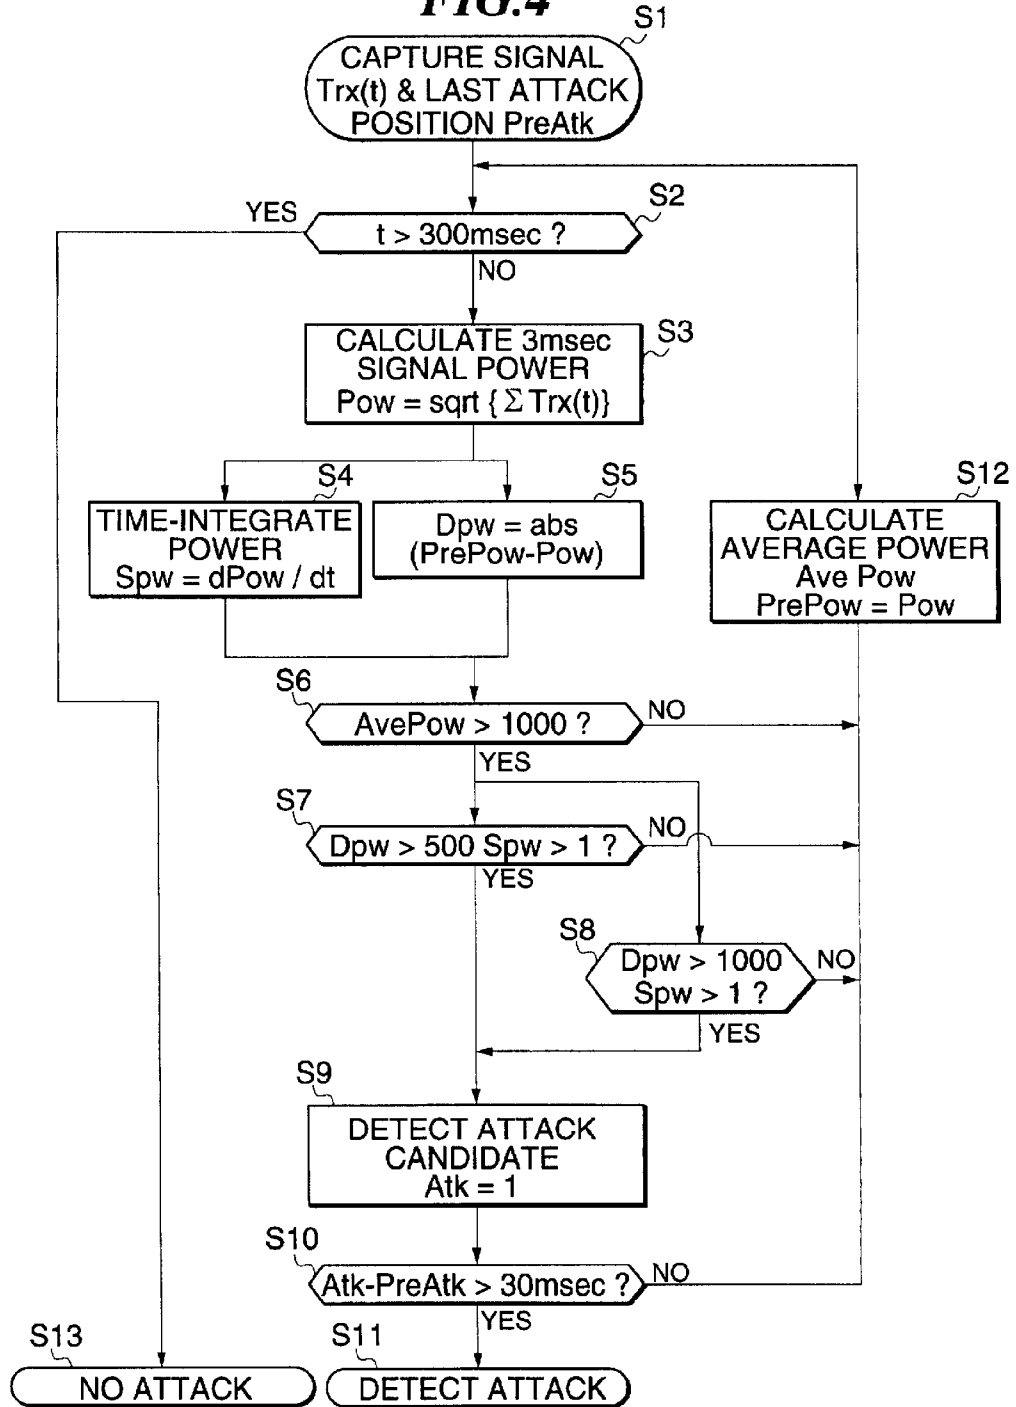 FIG.4
S1
CAPTURE SIGNAL
Trx(t) & LAST ATTACK
POSITION PreAtk
S2
YES
t > 300msec ?
NO
S3
CALCULATE 3msec
SIGNAL POWER
Pow = sqrt { Σ Trx(t)}
S4
TIME-INTEGRATE
POWER
Spw = dPow / dt
S5
Dpw = abs
(PrePow-Pow)
S12
CALCULATE
AVERAGE POWER
Ave Pow
PrePow = Pow
S6
AvePow > 1000 ?
NO
YES
S7
Dpw > 500 Spw > 1 ?
NO
YES
S8
Dpw > 1000
Spw > 1 ?
NO
YES
S9
DETECT ATTACK
CANDIDATE
Atk = 1
S10
Atk-PreAtk > 30msec ?
NO
YES
S13
NO ATTACK
S11
DETECT ATTACK